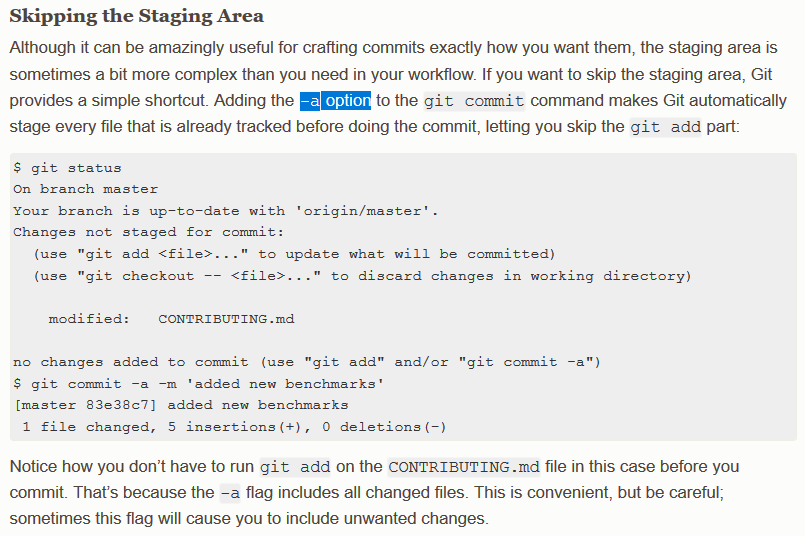 Skipping the Staging Area
Although it can be amazingly useful for crafting commits exactly how you want them, the staging area is
sometimes a bit more complex than you need in your workflow. If you want to skip the staging area, Git
provides a simple shortcut. Adding the -a option to the git commit command makes Git automatically
stage every file that is already tracked before doing the commit, letting you skip the git add part:
$ git status
On branch master
Your branch is up-to-date with 'origin/master'.
Changes not staged for commit:
  (use "git add <file>..." to update what will be committed)
  (use "git checkout -- <file>..." to discard changes in working directory)
    modified:   CONTRIBUTING.md
no changes added to commit (use "git add" and/or "git commit -a")
$ git commit -a -m 'added new benchmarks'
[master 83e38c7] added new benchmarks
 1 file changed, 5 insertions(+), 0 deletions(-)
Notice how you don’t have to run git add on the CONTRIBUTING.md file in this case before you
commit. That’s because the -a flag includes all changed files. This is convenient, but be careful;
sometimes this flag will cause you to include unwanted changes.